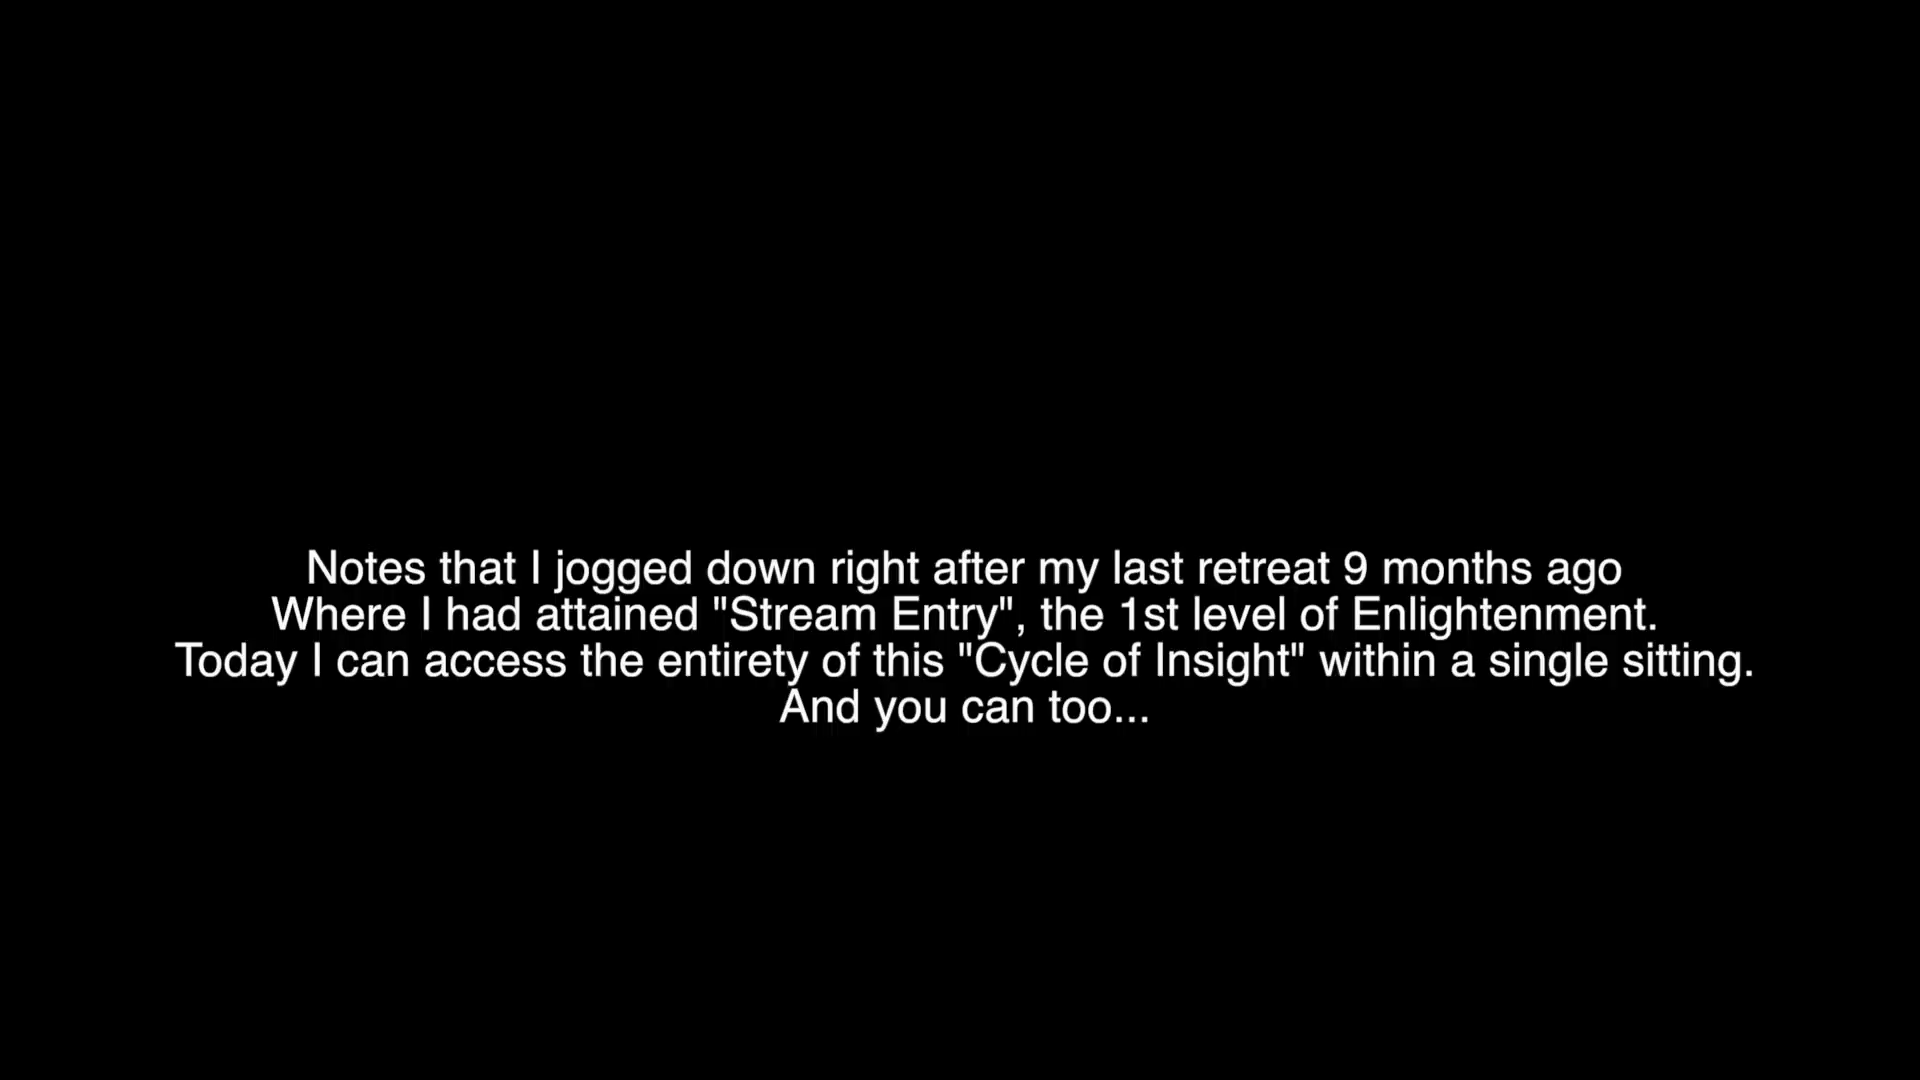 Notes that I jogged down right after my last retreat 9 months ago
Where I had attained "Stream Entry", the 1st level of Enlightenment.
Today I can access the entirety of this "Cycle of Insight" within a single sitting.
And you can too...